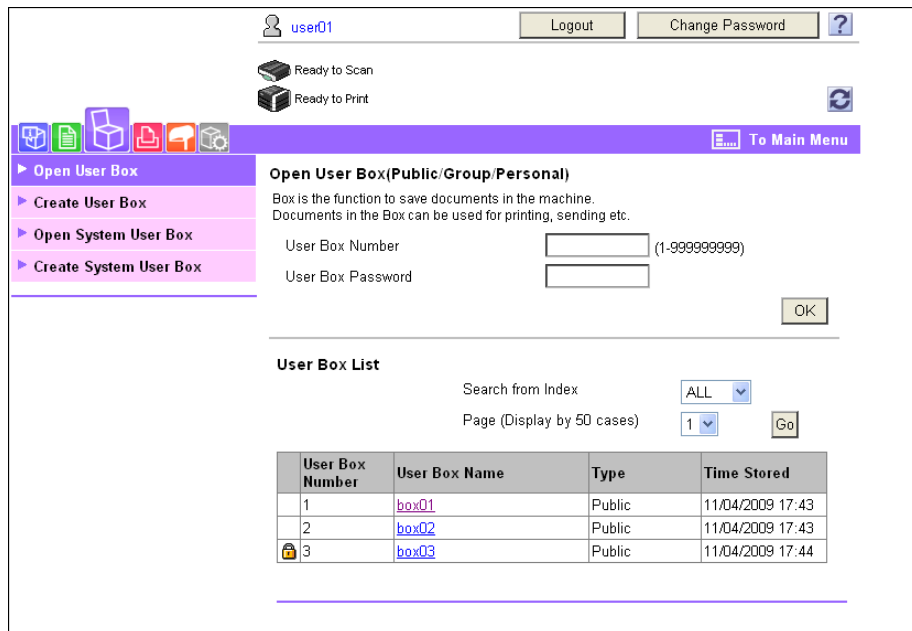 user01 Logout Change Password ?
Ready to Scan
Ready to Print
To Main Menu
Open User Box
Create User Box
Open System User Box
Create System User Box
Open User Box(Public/Group/Personal)
Box is the function to save documents in the machine.
Documents in the Box can be used for printing, sending etc.
User Box Number (1-999999999)
User Box Password
OK
User Box List
Search from Index ALL
Page (Display by 50 cases) 1 Go
User Box Number User Box Name Type Time Stored
1 box01 Public 11/04/2009 17:43
2 box02 Public 11/04/2009 17:43
3 box03 Public 11/04/2009 17:44